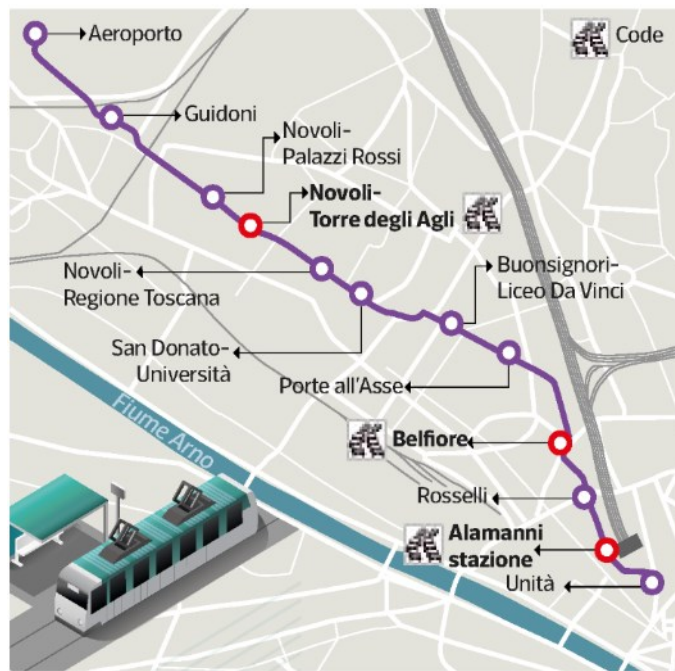 Aeroporto
Code
Guidoni
Novoli-
Palazzi Rossi
Novoli-
Torre degli Agli
Novoli-
Regione Toscana
Buonsignori-
Liceo Da Vinci
San Donato-
Università
Porte all'Asse
Fiume Arno
Belfiore
Rosselli
Alamanni
stazione
Unità